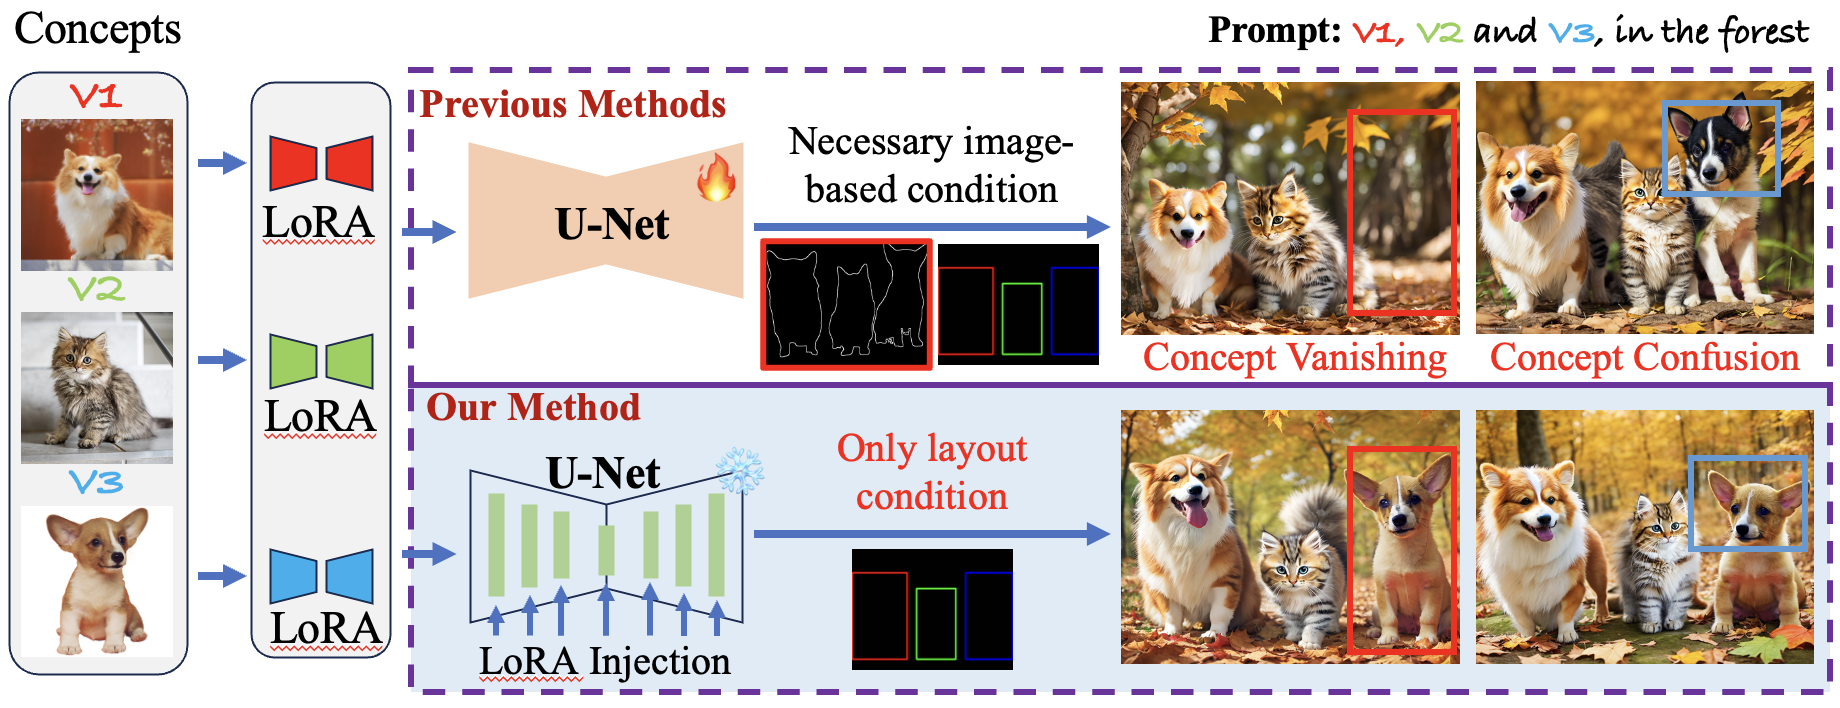 Concepts
Prompt: V1, V2 and V3, in the forest
V1
V2
V3
LoRA
LoRA
LoRA
Previous Methods
U-Net
Necessary image-
based condition
Concept Vanishing
Concept Confusion
Our Method
U-Net
LoRA Injection
Only layout
condition